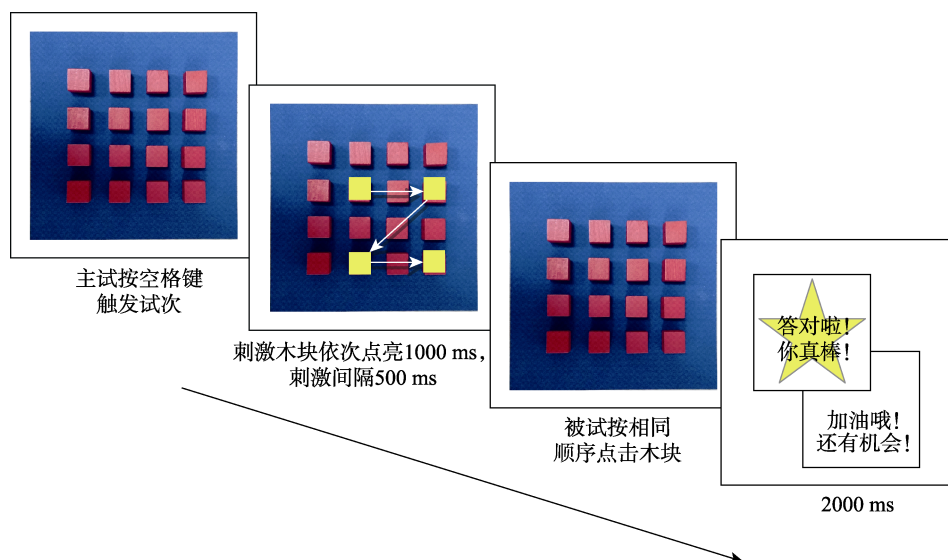 主试按空格键
触发试次
刺激木块依次点亮1000 ms，
刺激间隔500 ms
被试按相同
顺序点击木块
答对啦！
你真棒！
加油哦！
还有机会！
2000 ms